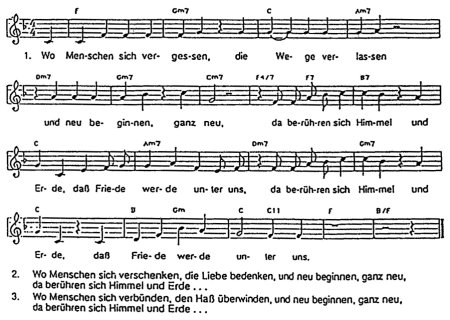 F Gm7 C Am7
1. Wo Men-schen sich ver-ges-sen, die We-ge ver-las-sen
Dm7 Gm7 Cm7 F4/7 F7 B7
und neu be-gin-nen, ganz neu, da be-rüh-ren sich Him-mel und
C Am7 Dm7 Gm7
Er-de, daß Frie-de wer-de un-ter uns, da be-rüh-ren sich Him-mel und
C B Gm C C11 F B/F
Er-de, daß Frie-de wer-de un-ter uns.
2. Wo Menschen sich verschenken, die Liebe bedenken, und neu beginnen, ganz neu,
da berühren sich Himmel und Erde . . .
3. Wo Menschen sich verbünden, den Haß überwinden, und neu beginnen, ganz neu,
da berühren sich Himmel und Erde . . .